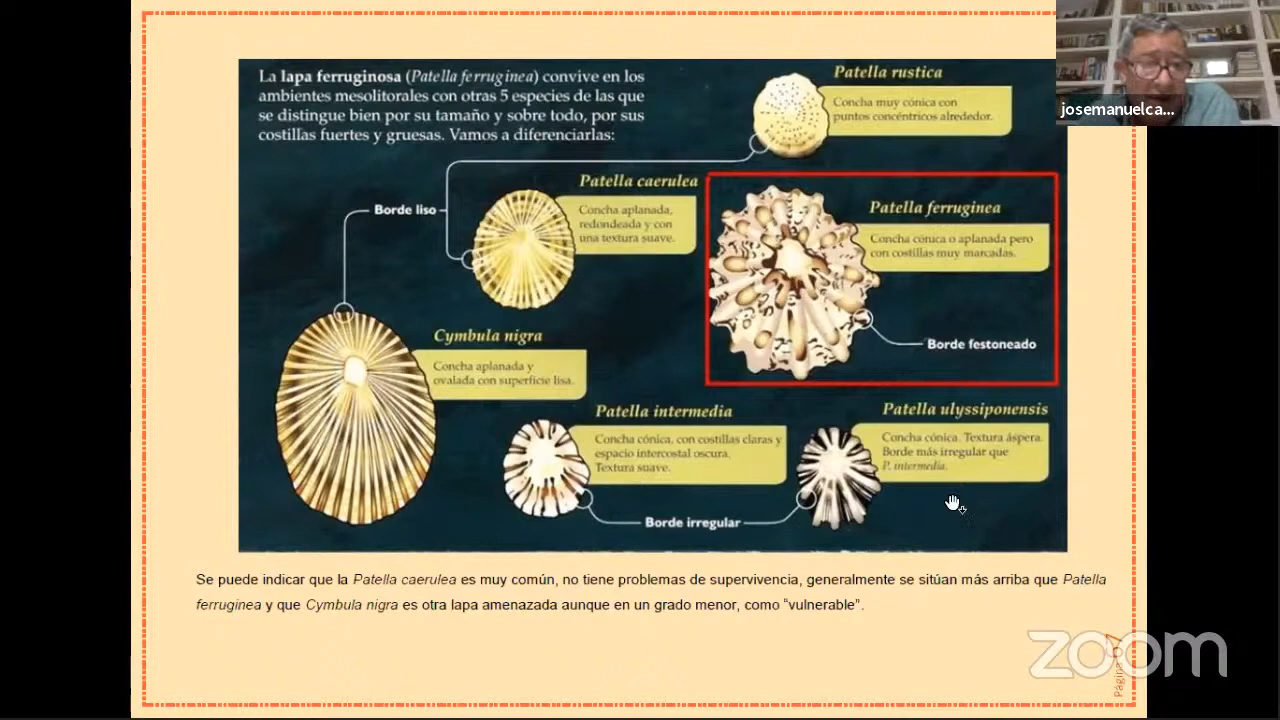 La lapa ferruginosa (Patella ferruginea) convive en los
ambientes mesolitorales con otras 5 especies de las que
se distingue bien por su tamaño y sobre todo, por sus
costillas fuertes y gruesas. Vamos a diferenciarlas:
Patella rustica
Concha muy cónica con
puntos concéntricos alrededor.
josemanuelca...
Patella caerulea
Concha aplanada,
redondeada y con
una textura suave.
Borde liso
Patella ferruginea
Concha cónica o aplanada pero
con costillas muy marcadas.
Borde festoneado
Cymbula nigra
Concha aplanada y
ovalada con superficie lisa.
Patella intermedia
Concha cónica, con costillas claras y
espacio intercostal oscura.
Textura suave.
Patella ulyssiponensis
Concha cónica. Textura áspera.
Borde más irregular que
P. intermedia.
Borde irregular
Se puede indicar que la Patella caerulea es muy común, no tiene problemas de supervivencia, generalmente se sitúan más arriba que Patella
ferruginea y que Cymbula nigra es otra lapa amenazada aunque en un grado menor, como “vulnerable”.
zoom
Página